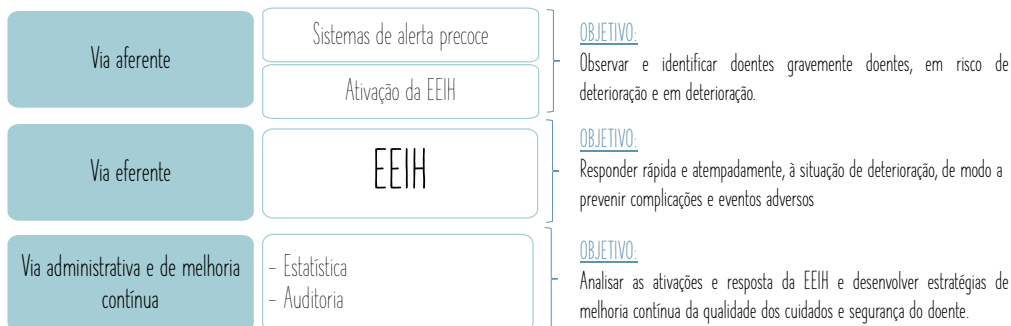 Via aferente
Sistemas de alerta precoce
Ativação da EEIH
OBJETIVO:
Observar e identificar doentes gravemente doentes, em risco de
deterioração e em deterioração.
Via eferente
EEIH
OBJETIVO:
Responder rápida e atempadamente, à situação de deterioração, de modo a
prevenir complicações e eventos adversos
Via administrativa e de melhoria
contínua
- Estatística
- Auditoria
OBJETIVO:
Analisar as ativações e resposta da EEIH e desenvolver estratégias de
melhoria contínua da qualidade dos cuidados e segurança do doente.